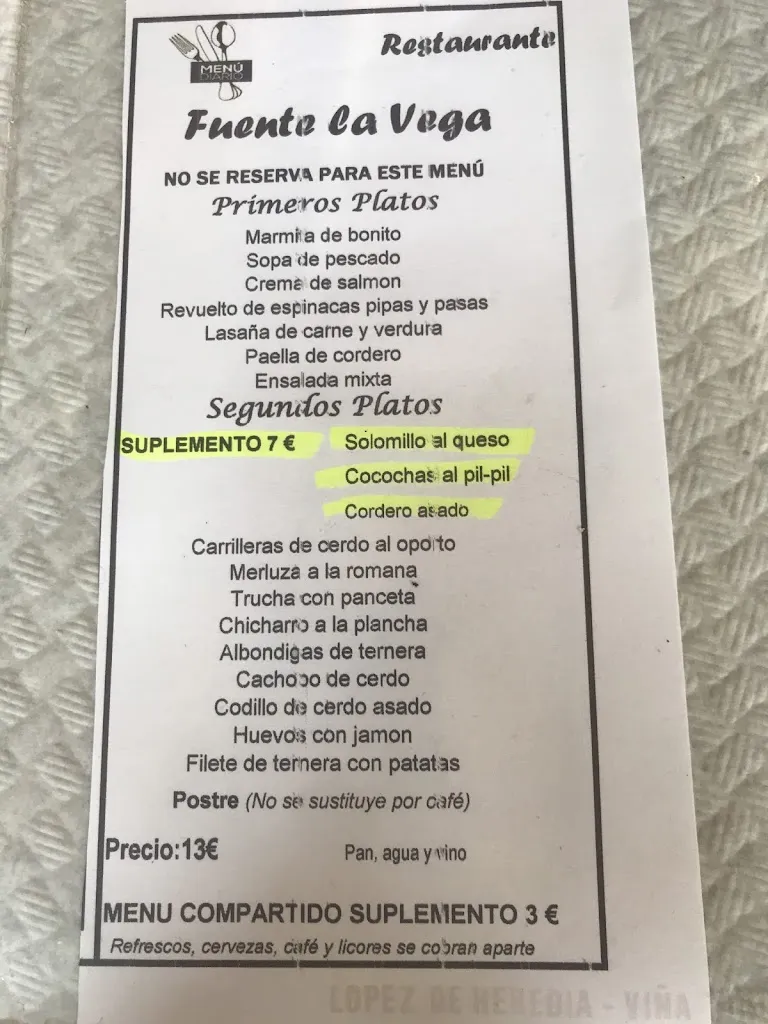 MENÚ
DIARIO
Restaurante
Fuente la Vega
NO SE RESERVA PARA ESTE MENÚ
Primeros Platos
Marmita de bonito
Sopa de pescado
Crema de salmon
Revuelto de espinacas pipas y pasas
Lasaña de carne y verdura
Paella de cordero
Ensalada mixta
Segundos Platos
SUPLEMENTO 7 € Solomillo al queso
Cocochas al pil-pil
Cordero asado
Carrilleras de cerdo al oporto
Merluza a la romana
Trucha con panceta
Chicharro a la plancha
Albondigas de ternera
Cachopo de cerdo
Codillo de cerdo asado
Huevos con jamon
Filete de ternera con patatas
Postre (No se sustituye por café)
Precio:13€ Pan, agua y vino
MENU COMPARTIDO SUPLEMENTO 3 €
Refrescos, cervezas, café y licores se cobran aparte
LOPEZ DE HEREDIA - VIÑA